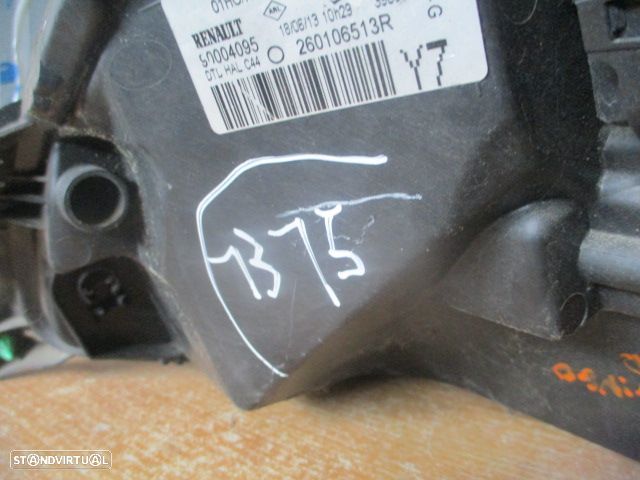 RENAULT 18/06/13 10h29
90004095 260106513R
DTL HAL C44
Y7
G
1375
STANDVIRTUAL